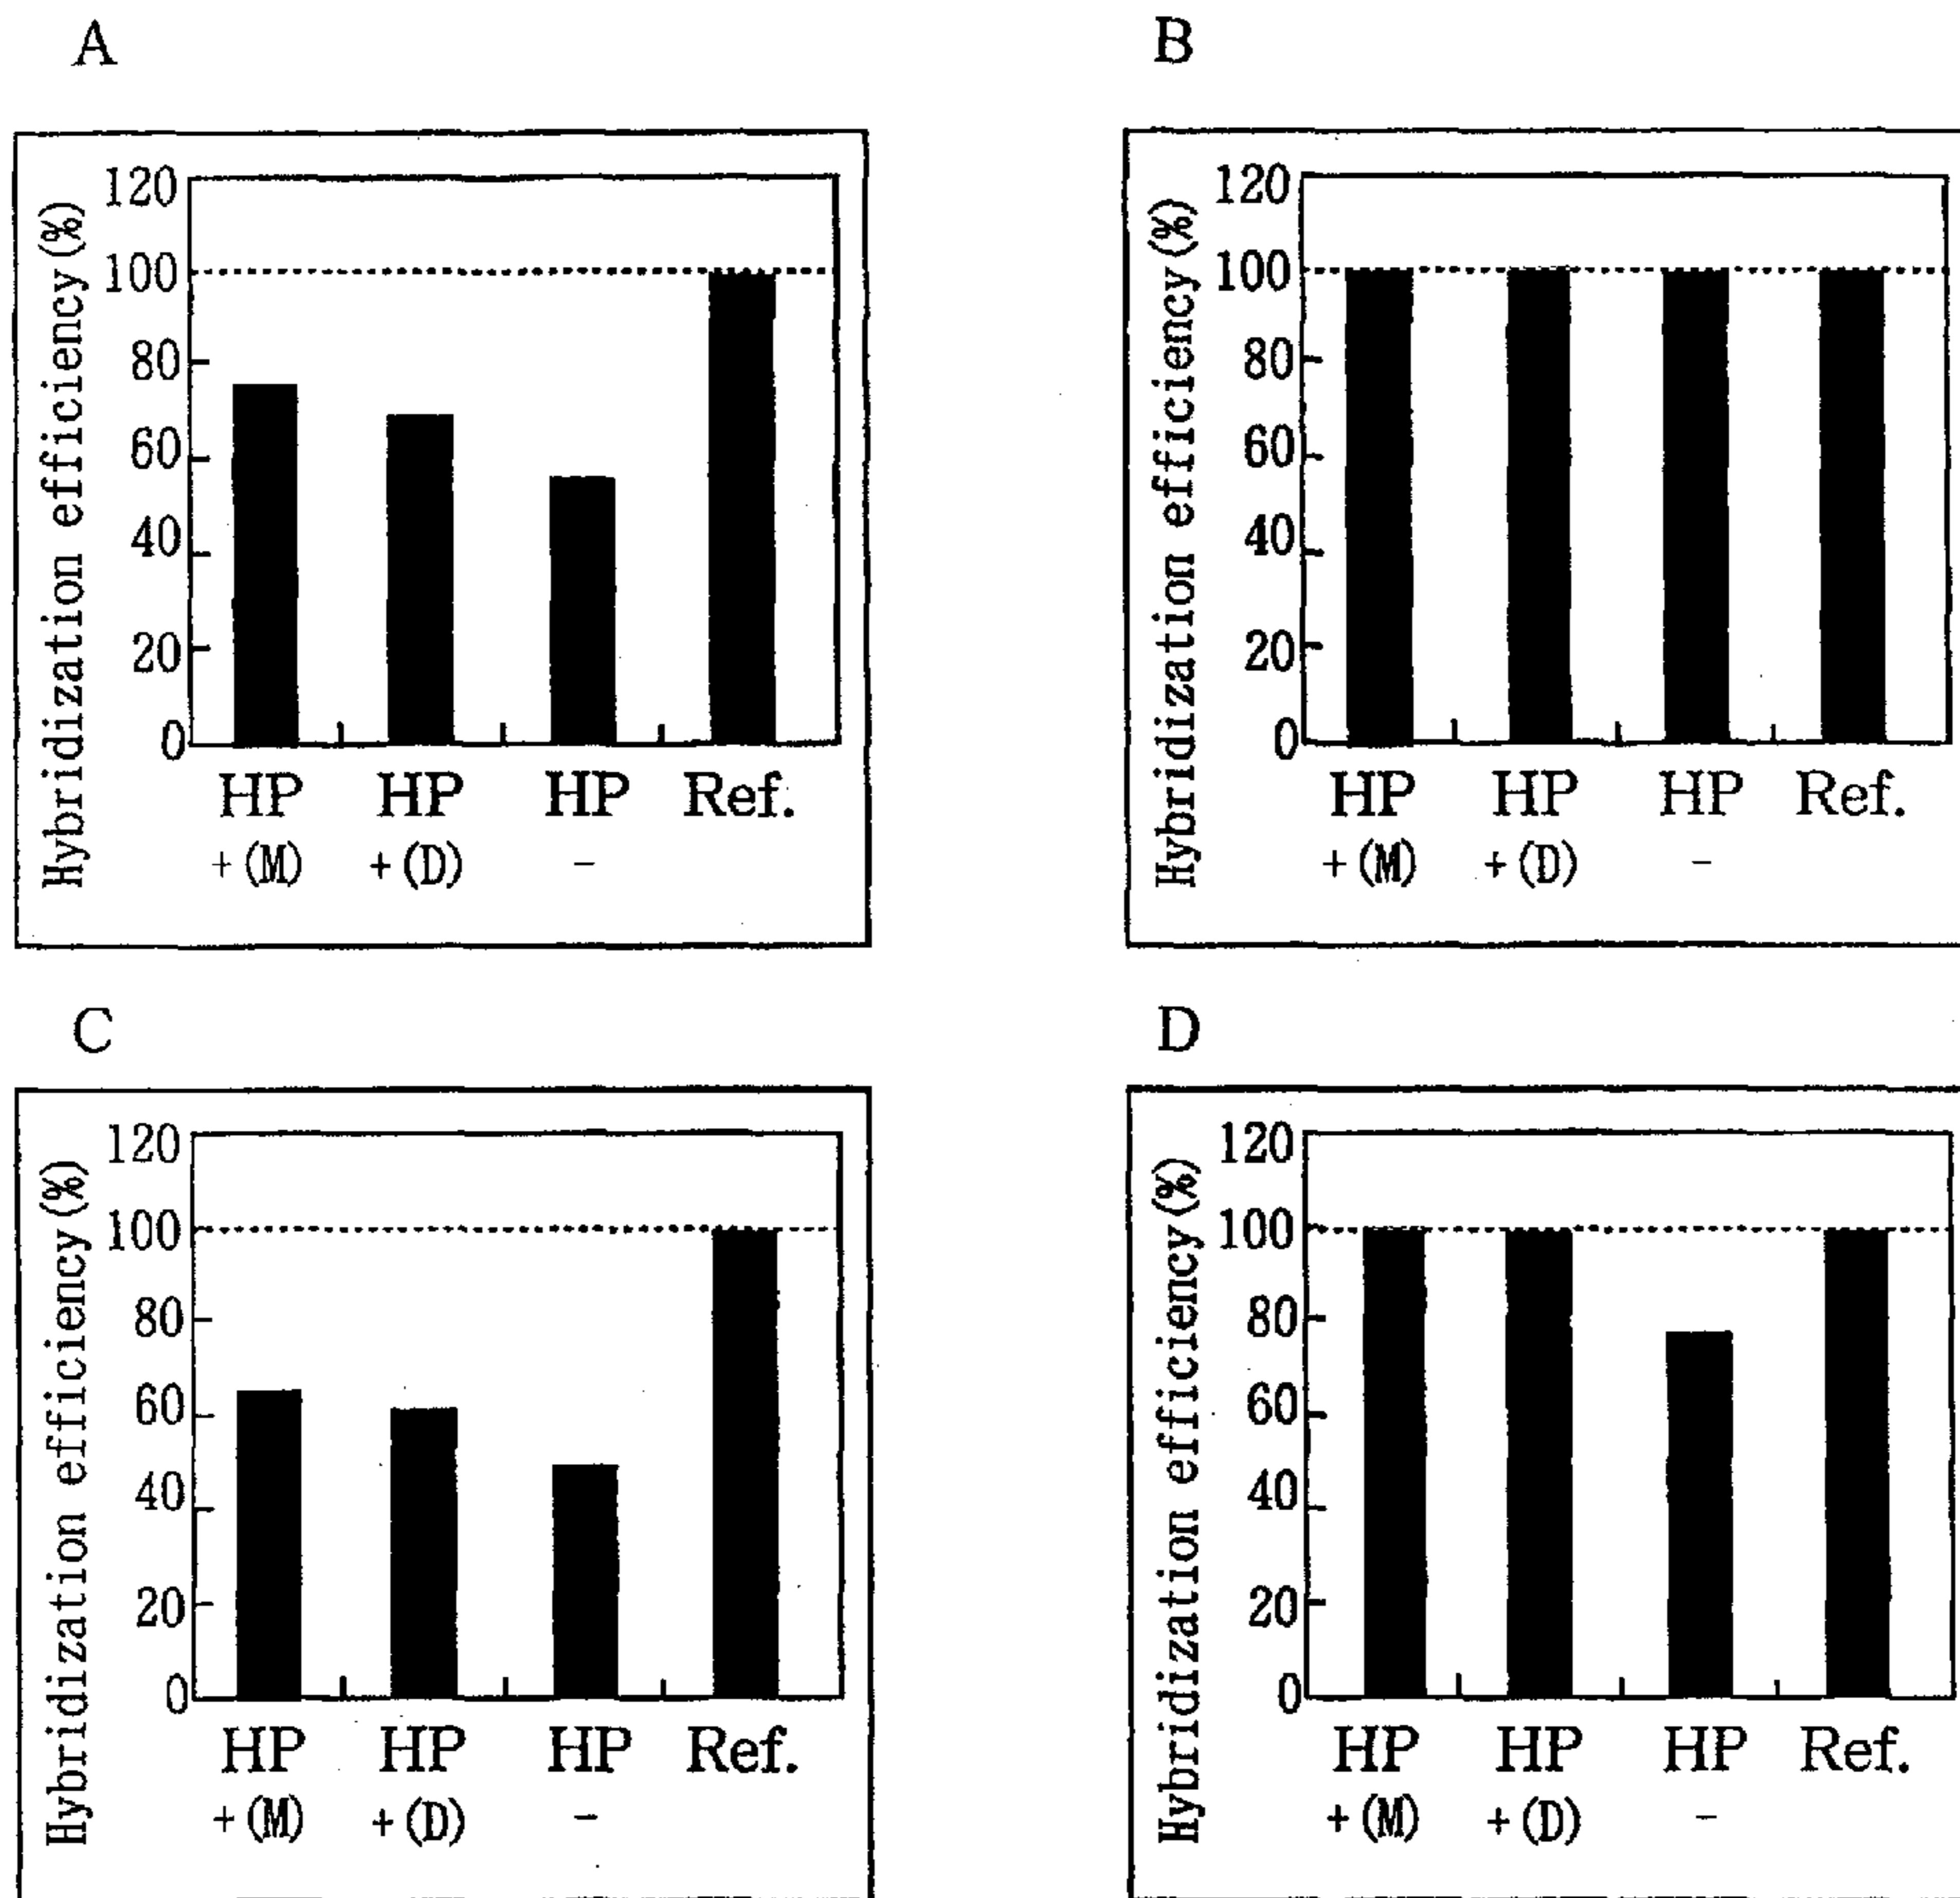 A
Hybridization efficiency(%)
120
100
80
60
40
20
0
HP HP HP Ref.
+(M) +(D) -
B
Hybridization efficiency(%)
120
100
80
60
40
20
0
HP HP HP Ref.
+(M) +(D) -
C
Hybridization efficiency(%)
120
100
80
60
40
20
0
HP HP HP Ref.
+(M) +(D) -
D
Hybridization efficiency(%)
120
100
80
60
40
20
0
HP HP HP Ref.
+(M) +(D) -